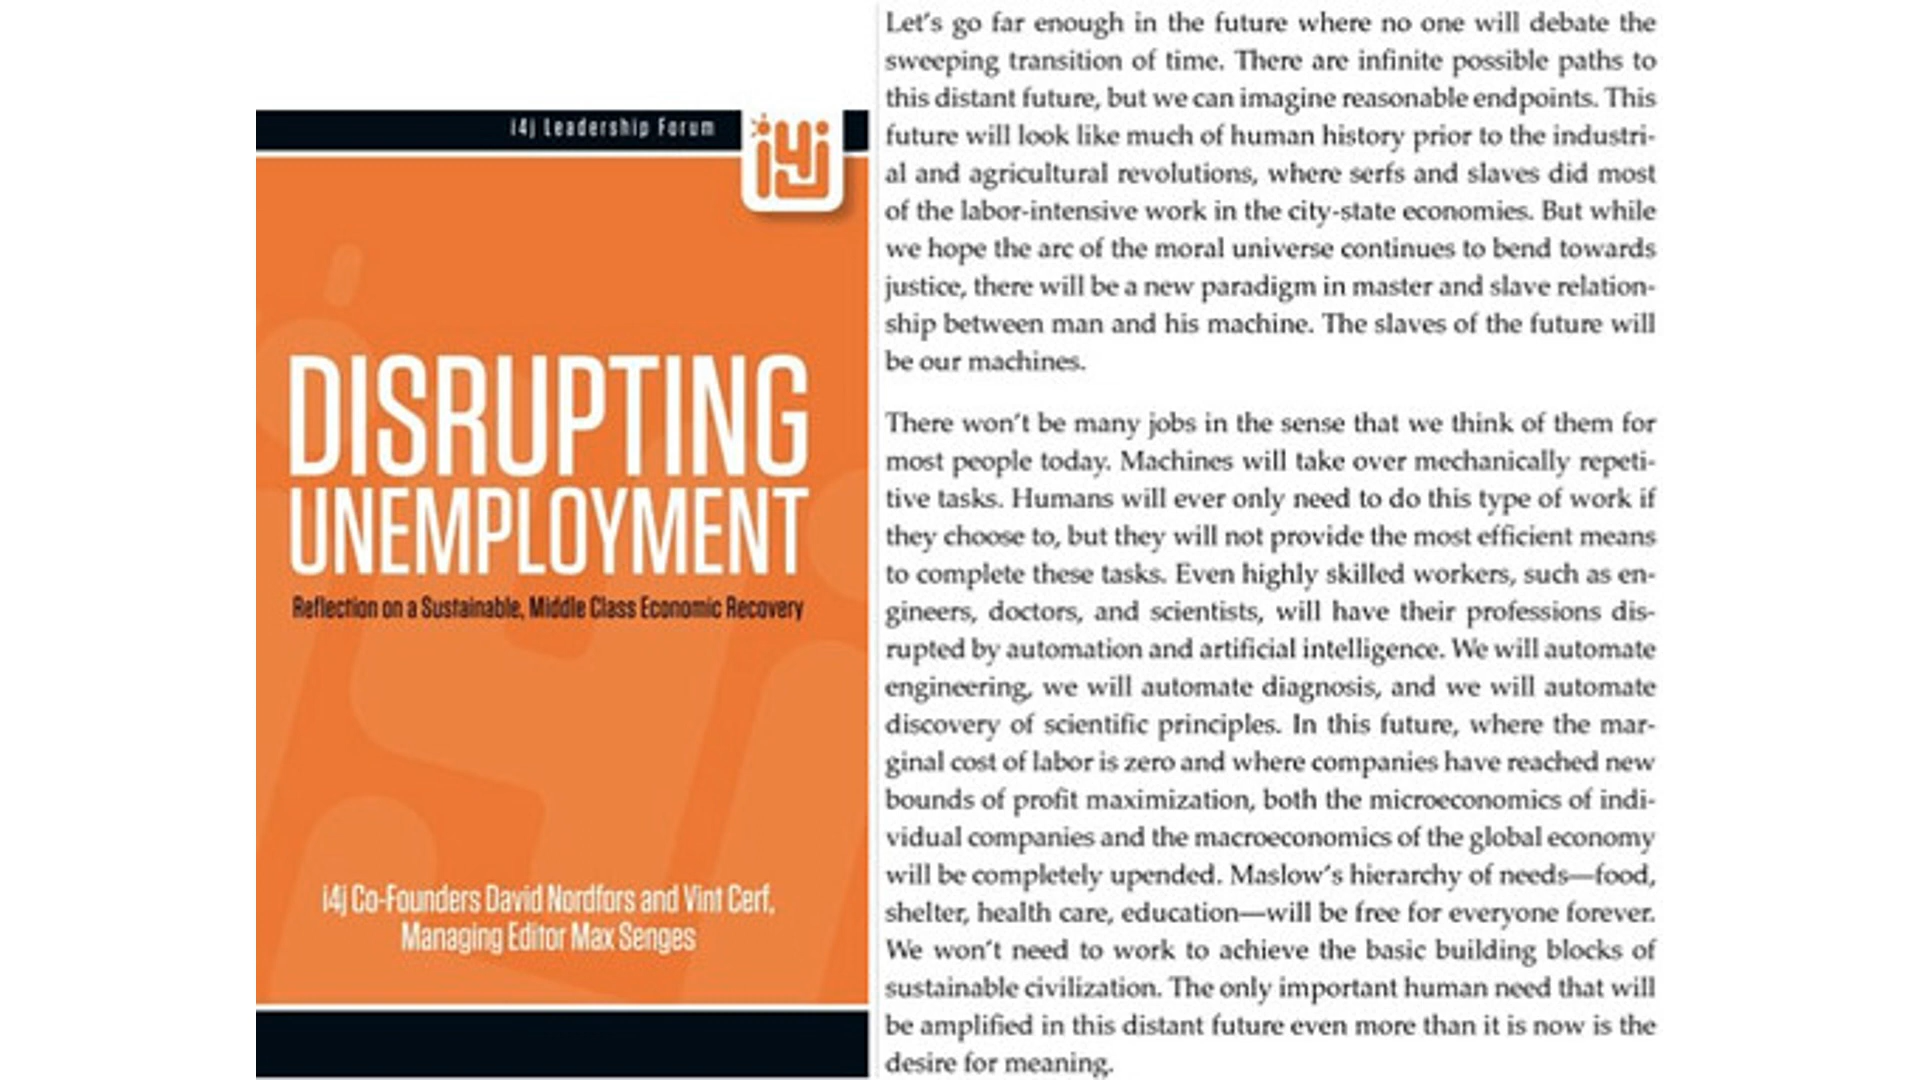 i4j Leadership Forum
i4j
DISRUPTING
UNEMPLOYMENT
Reflection on a Sustainable, Middle Class Economic Recovery
i4j Co-Founders David Nordfors and Vint Cerf,
Managing Editor Max Senges
Let's go far enough in the future where no one will debate the
sweeping transition of time. There are infinite possible paths to
this distant future, but we can imagine reasonable endpoints. This
future will look like much of human history prior to the industri-
al and agricultural revolutions, where serfs and slaves did most
of the labor-intensive work in the city-state economies. But while
we hope the arc of the moral universe continues to bend towards
justice, there will be a new paradigm in master and slave relation-
ship between man and his machine. The slaves of the future will
be our machines.
There won't be many jobs in the sense that we think of them for
most people today. Machines will take over mechanically repeti-
tive tasks. Humans will ever only need to do this type of work if
they choose to, but they will not provide the most efficient means
to complete these tasks. Even highly skilled workers, such as en-
gineers, doctors, and scientists, will have their professions dis-
rupted by automation and artificial intelligence. We will automate
engineering, we will automate diagnosis, and we will automate
discovery of scientific principles. In this future, where the mar-
ginal cost of labor is zero and where companies have reached new
bounds of profit maximization, both the microeconomics of indi-
vidual companies and the macroeconomics of the global economy
will be completely upended. Maslow's hierarchy of needs—food,
shelter, health care, education—will be free for everyone forever.
We won't need to work to achieve the basic building blocks of
sustainable civilization. The only important human need that will
be amplified in this distant future even more than it is now is the
desire for meaning.